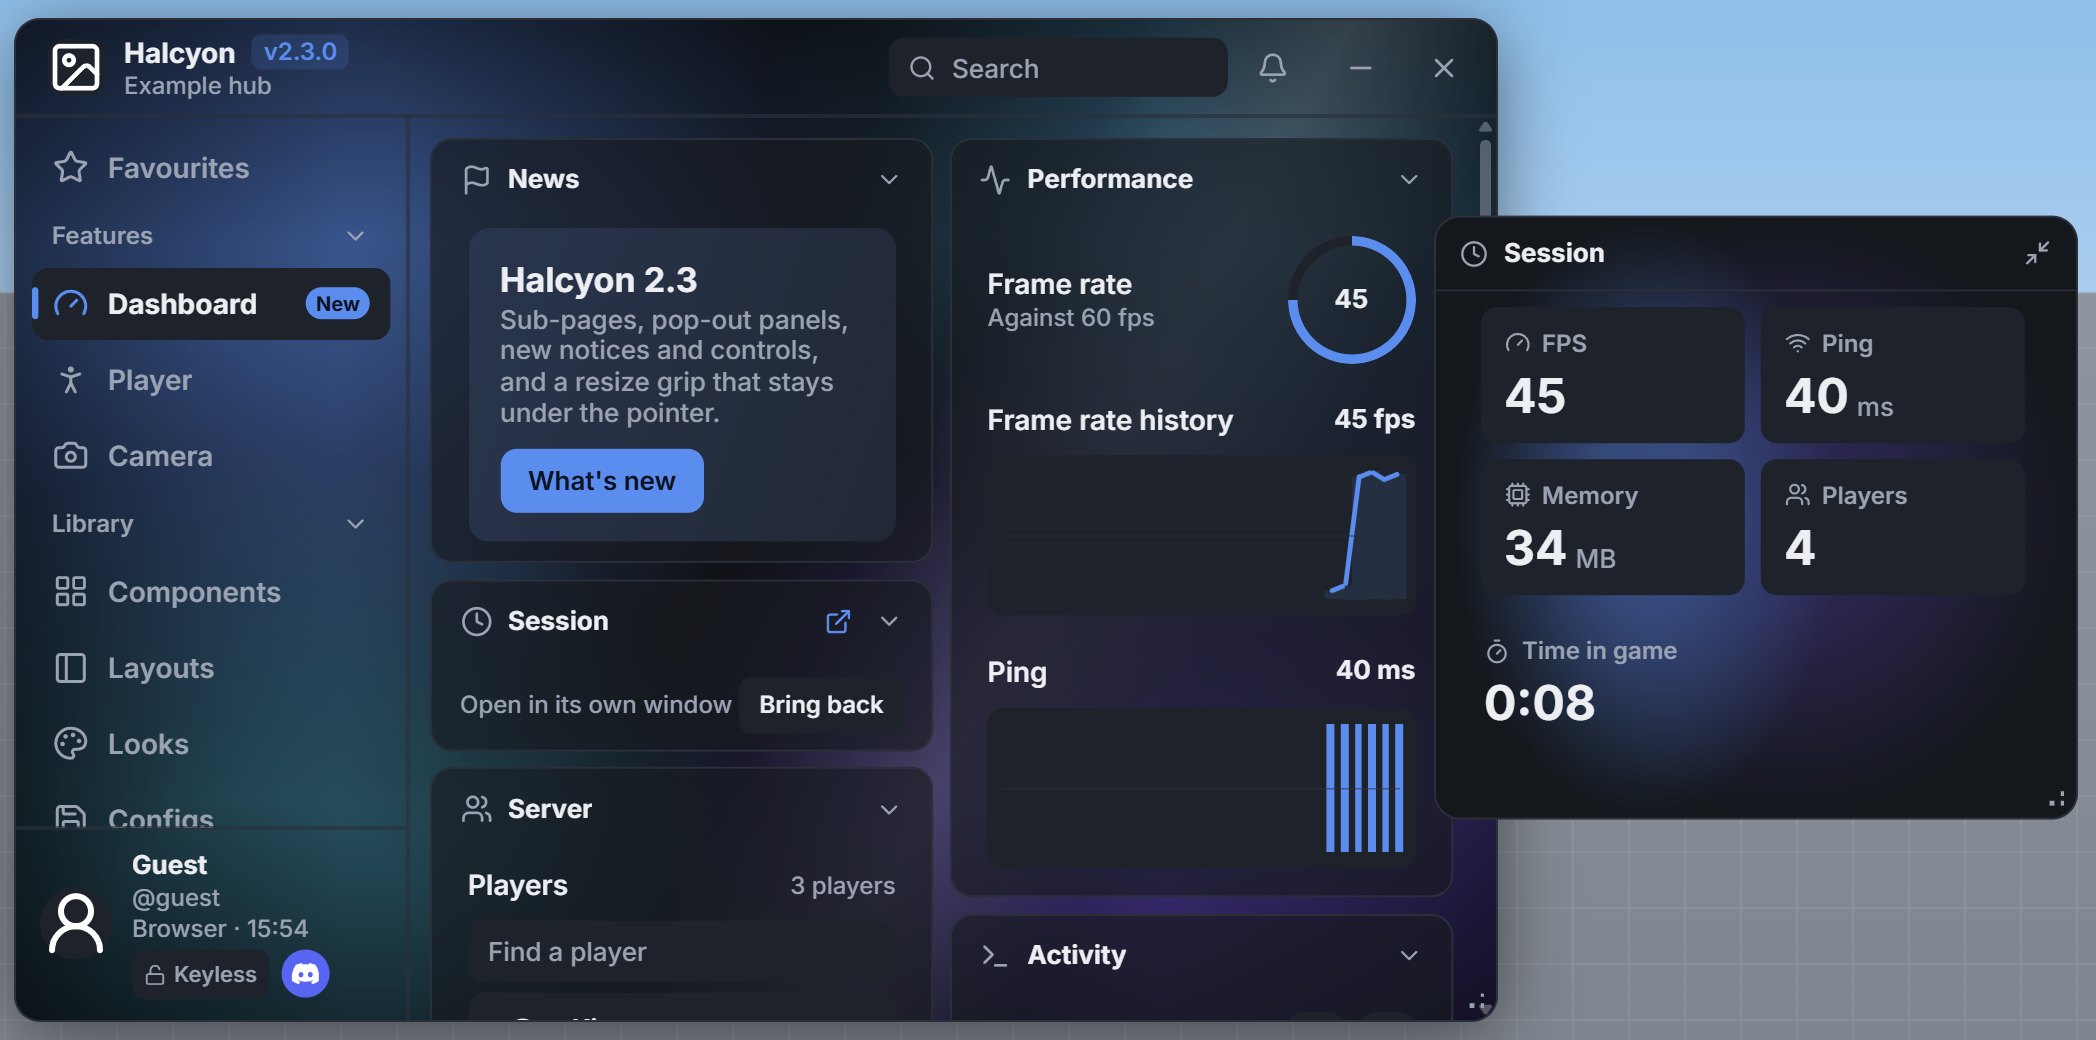 Halcyon v2.3.0
Example hub
Search
Favourites
Features
Dashboard New
Player
Camera
Library
Components
Layouts
Looks
Configs
Guest
@guest
Browser · 15:54
Keyless
News
Halcyon 2.3
Sub-pages, pop-out panels,
new notices and controls,
and a resize grip that stays
under the pointer.
What's new
Session
Open in its own window Bring back
Server
Players 3 players
Find a player
Performance
Frame rate
Against 60 fps
45
Frame rate history 45 fps
Ping 40 ms
Activity
Session
FPS
45
Ping
40 ms
Memory
34 MB
Players
4
Time in game
0:08